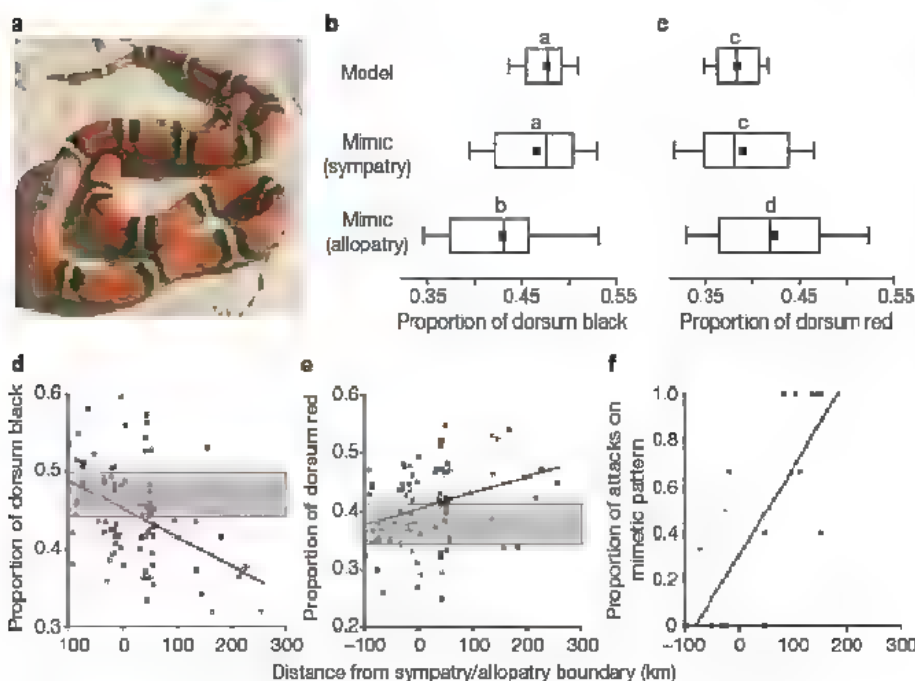 a
b
c
Model
a
c
Mimic
(sympatry)
a
c
Mimic
(allopatry)
b
d
0.35 0.45 0.55
0.35 0.45 0.55
Proportion of dorsum black
Proportion of dorsum red
d
e
f
Proportion of dorsum black
0.6
0.5
0.4
0.3
−100 0 100 200 300
Proportion of dorsum red
0.6
0.5
0.4
0.3
0.2
−100 0 100 200 300
Proportion of attacks on
mimetic pattern
1.0
0.8
0.6
0.4
0.2
0
−100 0 100 200 300
Distance from sympatry/allopatry boundary (km)